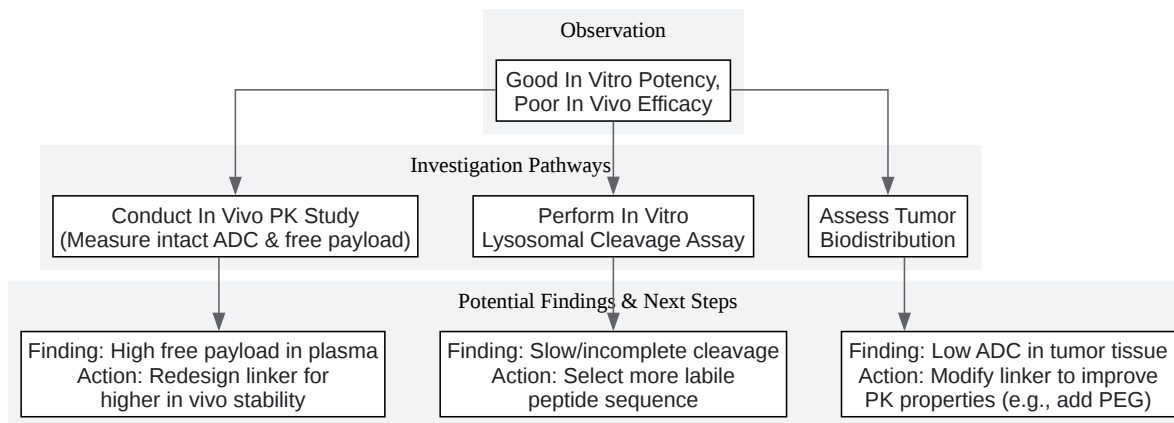 Observation
Good In Vitro Potency,
Poor In Vivo Efficacy
Investigation Pathways
Conduct In Vivo PK Study
(Measure intact ADC & free payload)
Perform In Vitro
Lysosomal Cleavage Assay
Assess Tumor
Biodistribution
Potential Findings & Next Steps
Finding: High free payload in plasma
Action: Redesign linker for
higher in vivo stability
Finding: Slow/incomplete cleavage
Action: Select more labile
peptide sequence
Finding: Low ADC in tumor tissue
Action: Modify linker to improve
PK properties (e.g., add PEG)